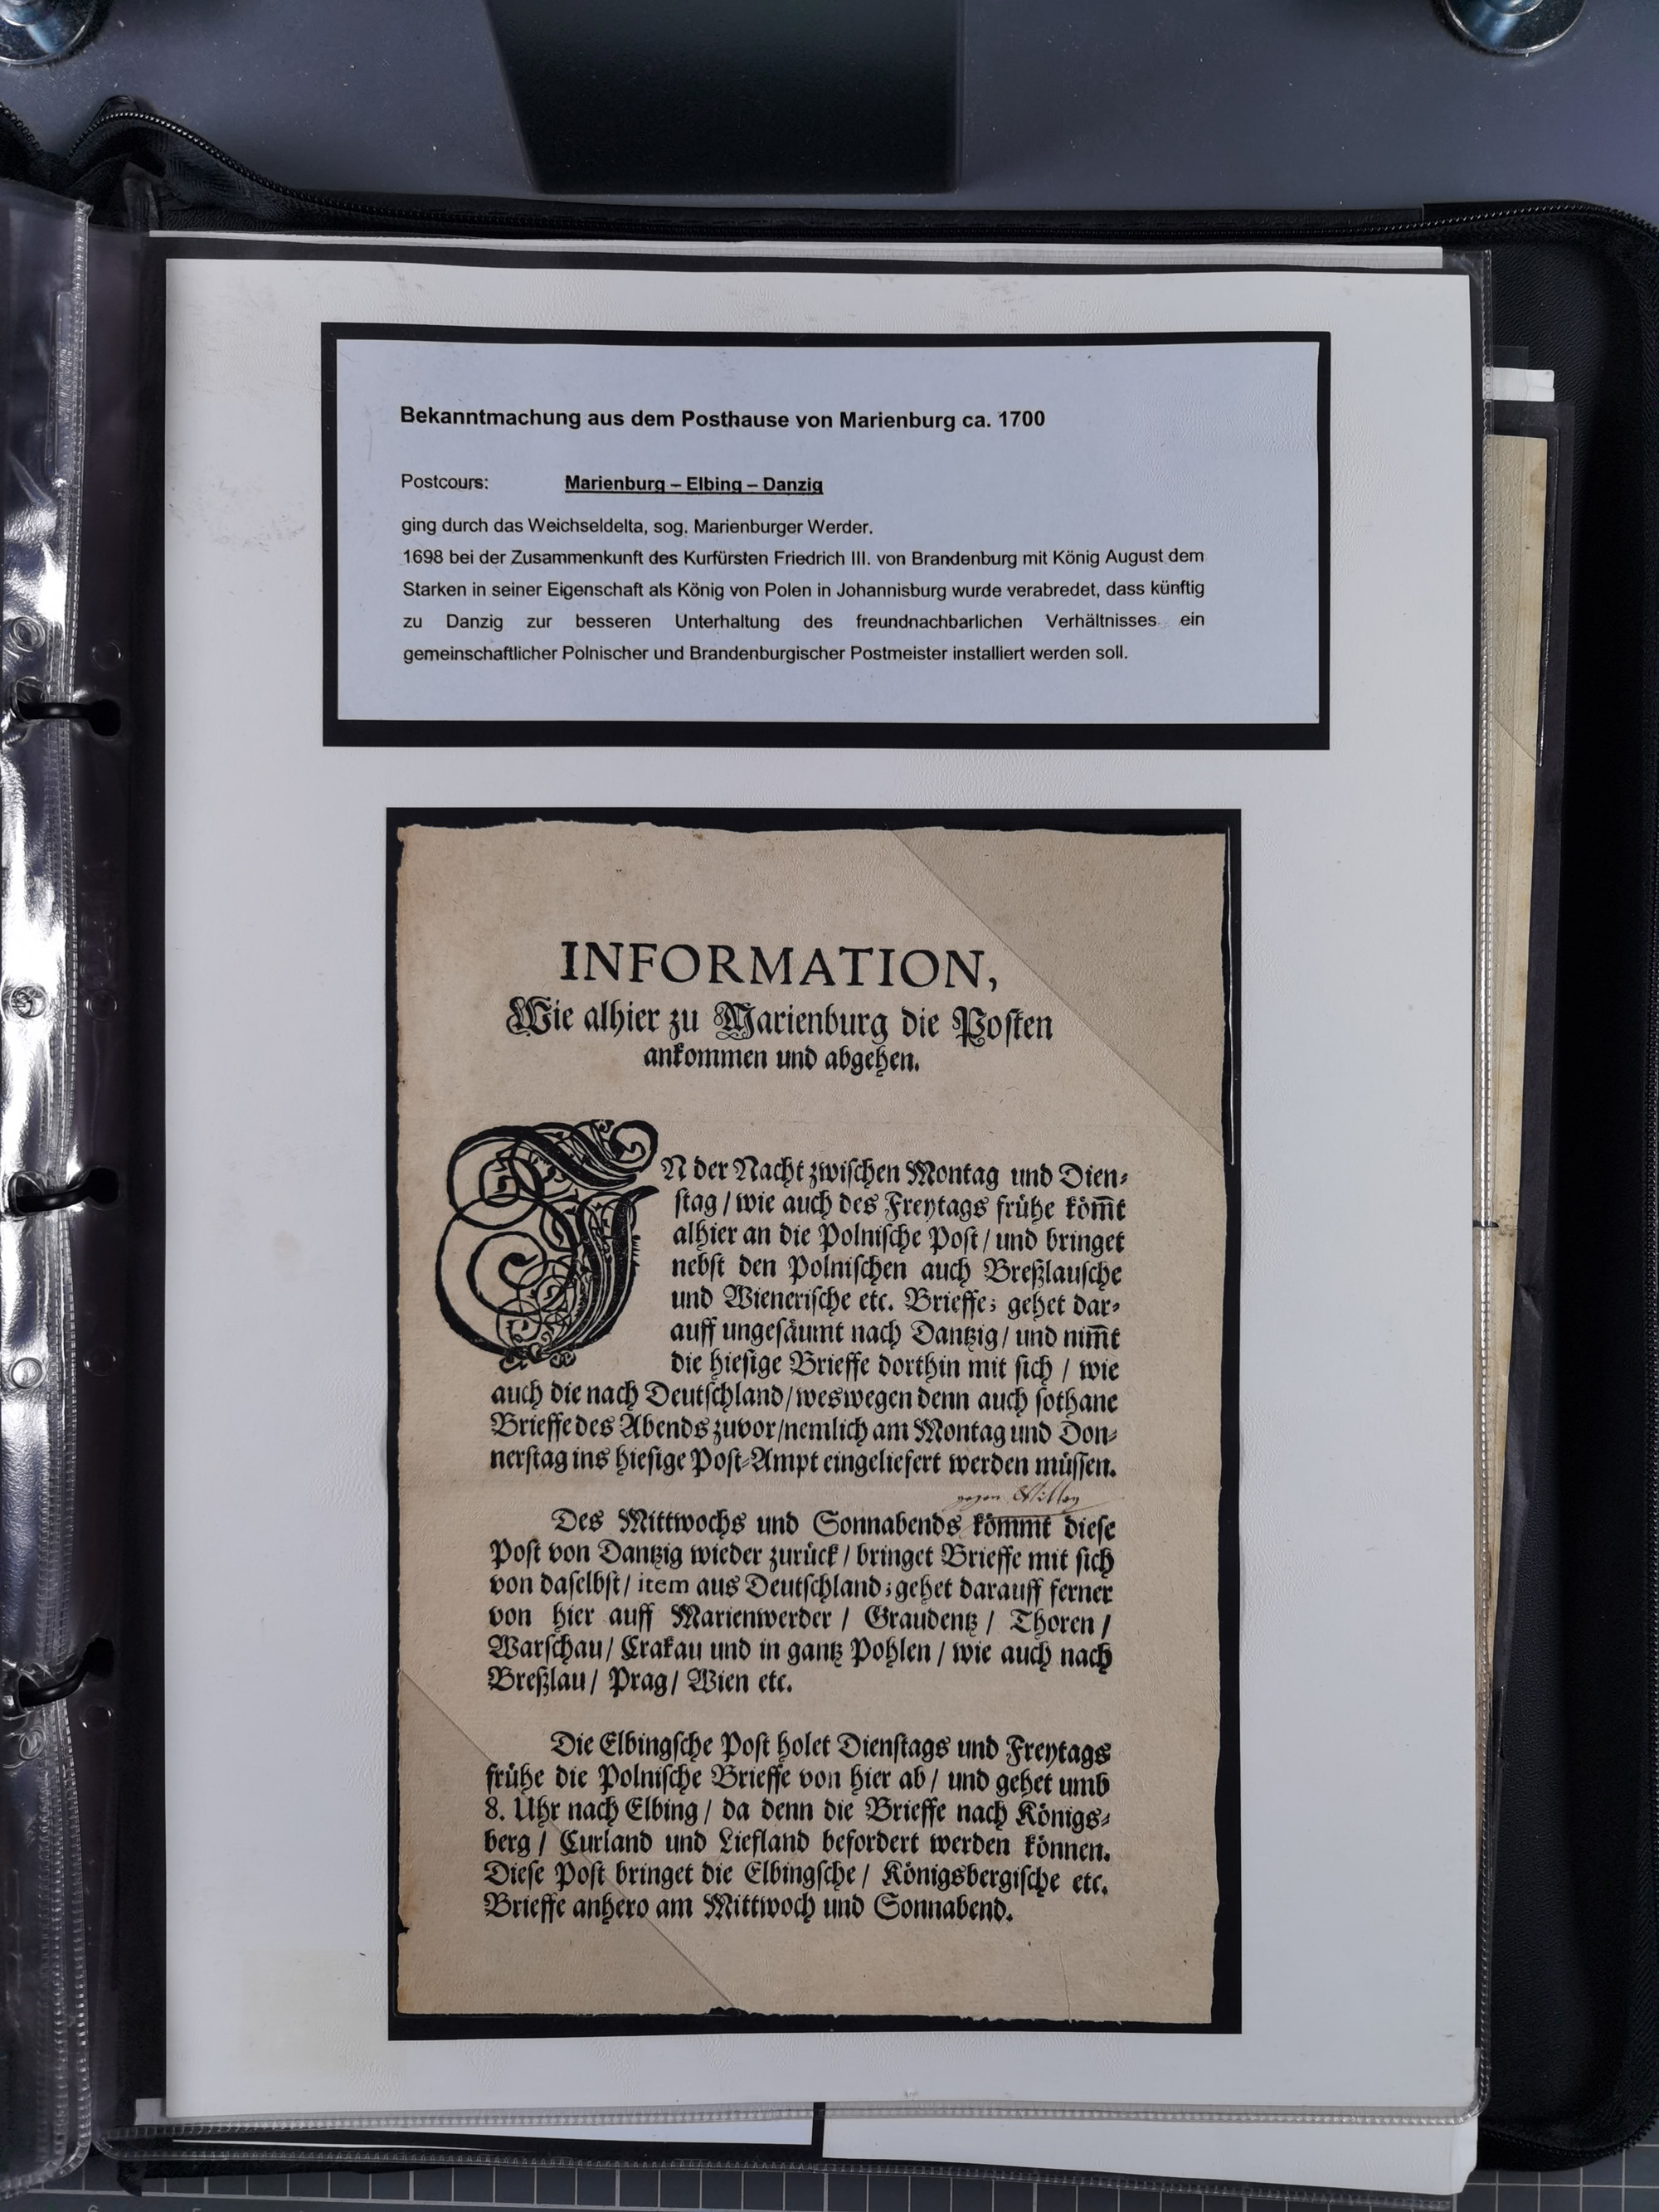 Bekanntmachung aus dem Posthause von Marienburg ca. 1700
Postcours: Marienburg – Elbing – Danzig
ging durch das Weichseldelta, sog. Marienburger Werder.
1698 bei der Zusammenkunft des Kurfürsten Friedrich III. von Brandenburg mit König August dem
Starken in seiner Eigenschaft als König von Polen in Johannisburg wurde verabredet, dass künftig
zu Danzig zur besseren Unterhaltung des freundnachbarlichen Verhältnisses ein
gemeinschaftlicher Polnischer und Brandenburgischer Postmeister installiert werden soll.
INFORMATION,
Wie alhier zu Marienburg die Poſten
ankommen und abgehen.
JN der Nacht zwiſchen Montag und Dien⸗
ſtag / wie auch des Freytags frühe köm̄t
alhier an die Polniſche Poſt / und bringet
nebſt den Polniſchen auch Breßlauſche
und Wieneriſche etc. Brieffe; gehet dar⸗
auff ungeſäumt nach Dantzig / und nim̄t
die hieſige Brieffe dorthin mit ſich / wie
auch die nach Deutſchland / weswegen denn auch ſothane
Brieffe des Abends zuvor / nemlich am Montag und Don⸗
nerſtag ins hieſige Poſt⸗Ampt eingeliefert werden müſſen.
gegen Mittag
Des Mittwochs und Sonnabends kömmt dieſe
Poſt von Dantzig wieder zurück / bringet Brieffe mit ſich
von daſelbſt / item aus Deutſchland; gehet darauff ferner
von hier auff Marienwerder / Graudentz / Thoren /
Warſchau / Crakau und in gantz Pohlen / wie auch nach
Breßlau / Prag / Wien etc.
Die Elbingſche Poſt holet Dienſtags und Freytags
frühe die Polniſche Brieffe von hier ab / und gehet umb
8. Uhr nach Elbing / da denn die Brieffe nach Königs⸗
berg / Curland und Liefland befordert werden können.
Dieſe Poſt bringet die Elbingſche / Königsbergiſche etc.
Brieffe anhero am Mittwoch und Sonnabend.